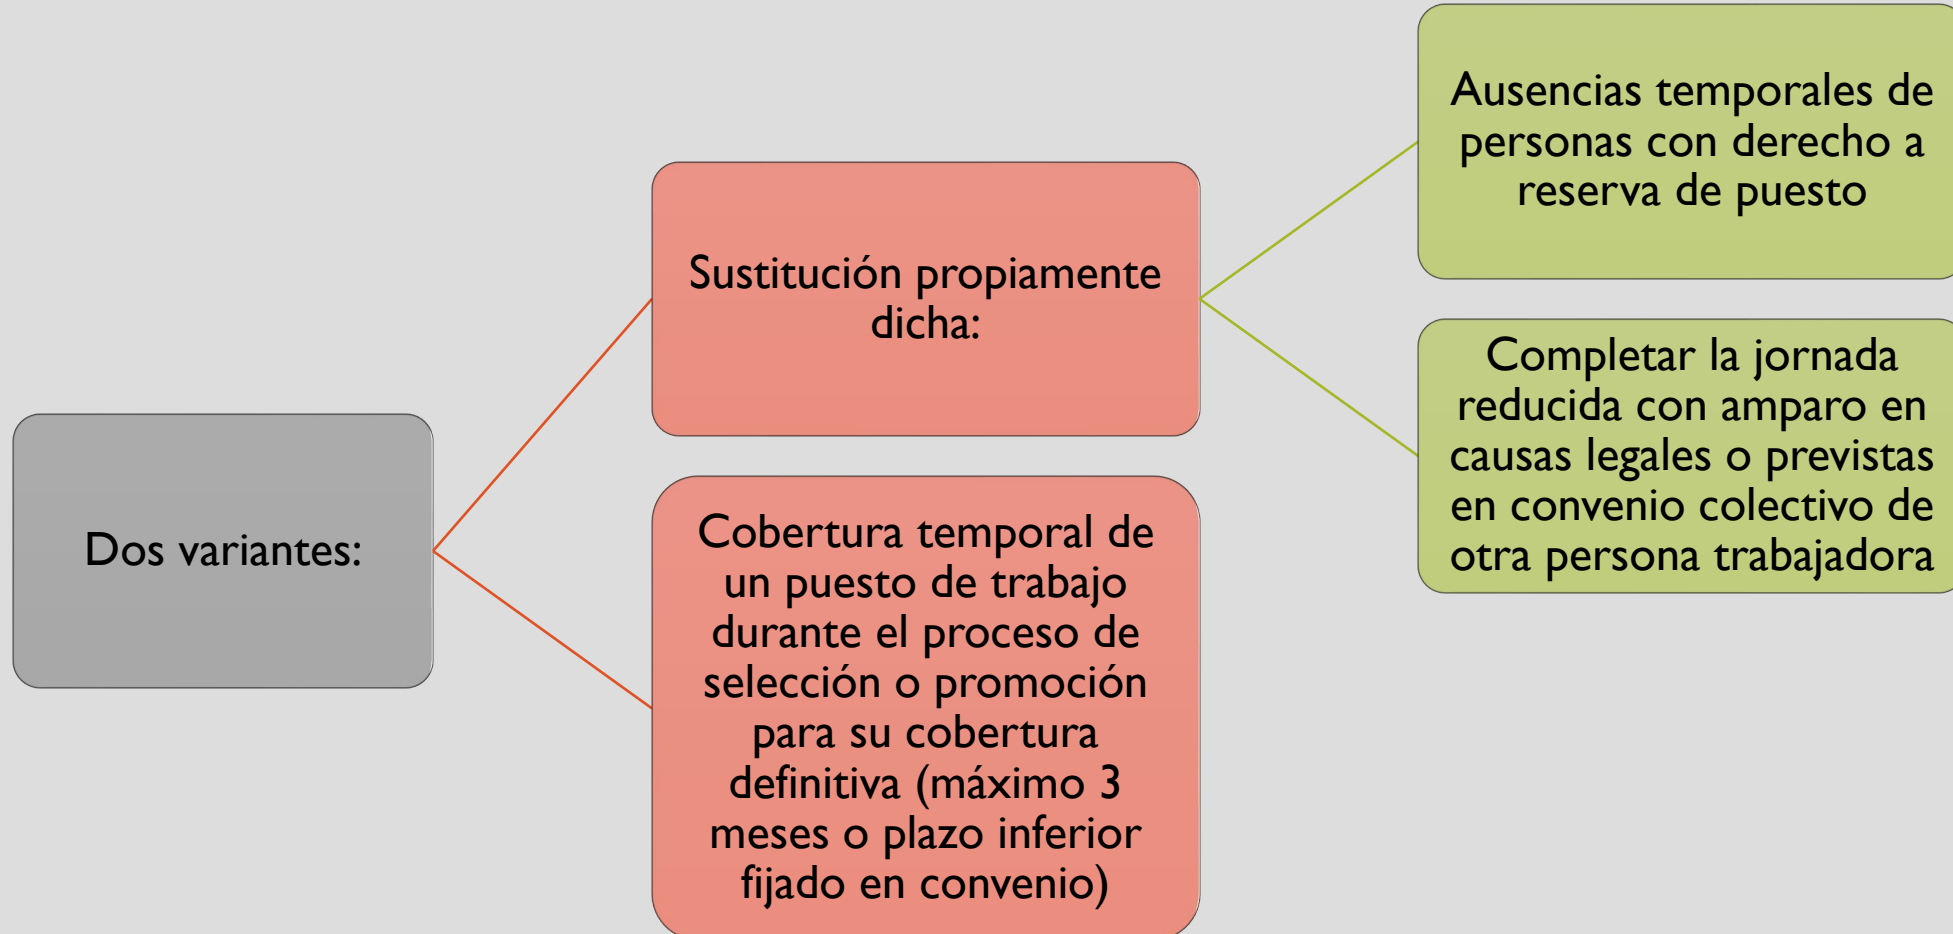 Dos variantes:
Sustitución propiamente
dicha:
Ausencias temporales de
personas con derecho a
reserva de puesto
Completar la jornada
reducida con amparo en
causas legales o previstas
en convenio colectivo de
otra persona trabajadora
Cobertura temporal de
un puesto de trabajo
durante el proceso de
selección o promoción
para su cobertura
definitiva (máximo 3
meses o plazo inferior
fijado en convenio)